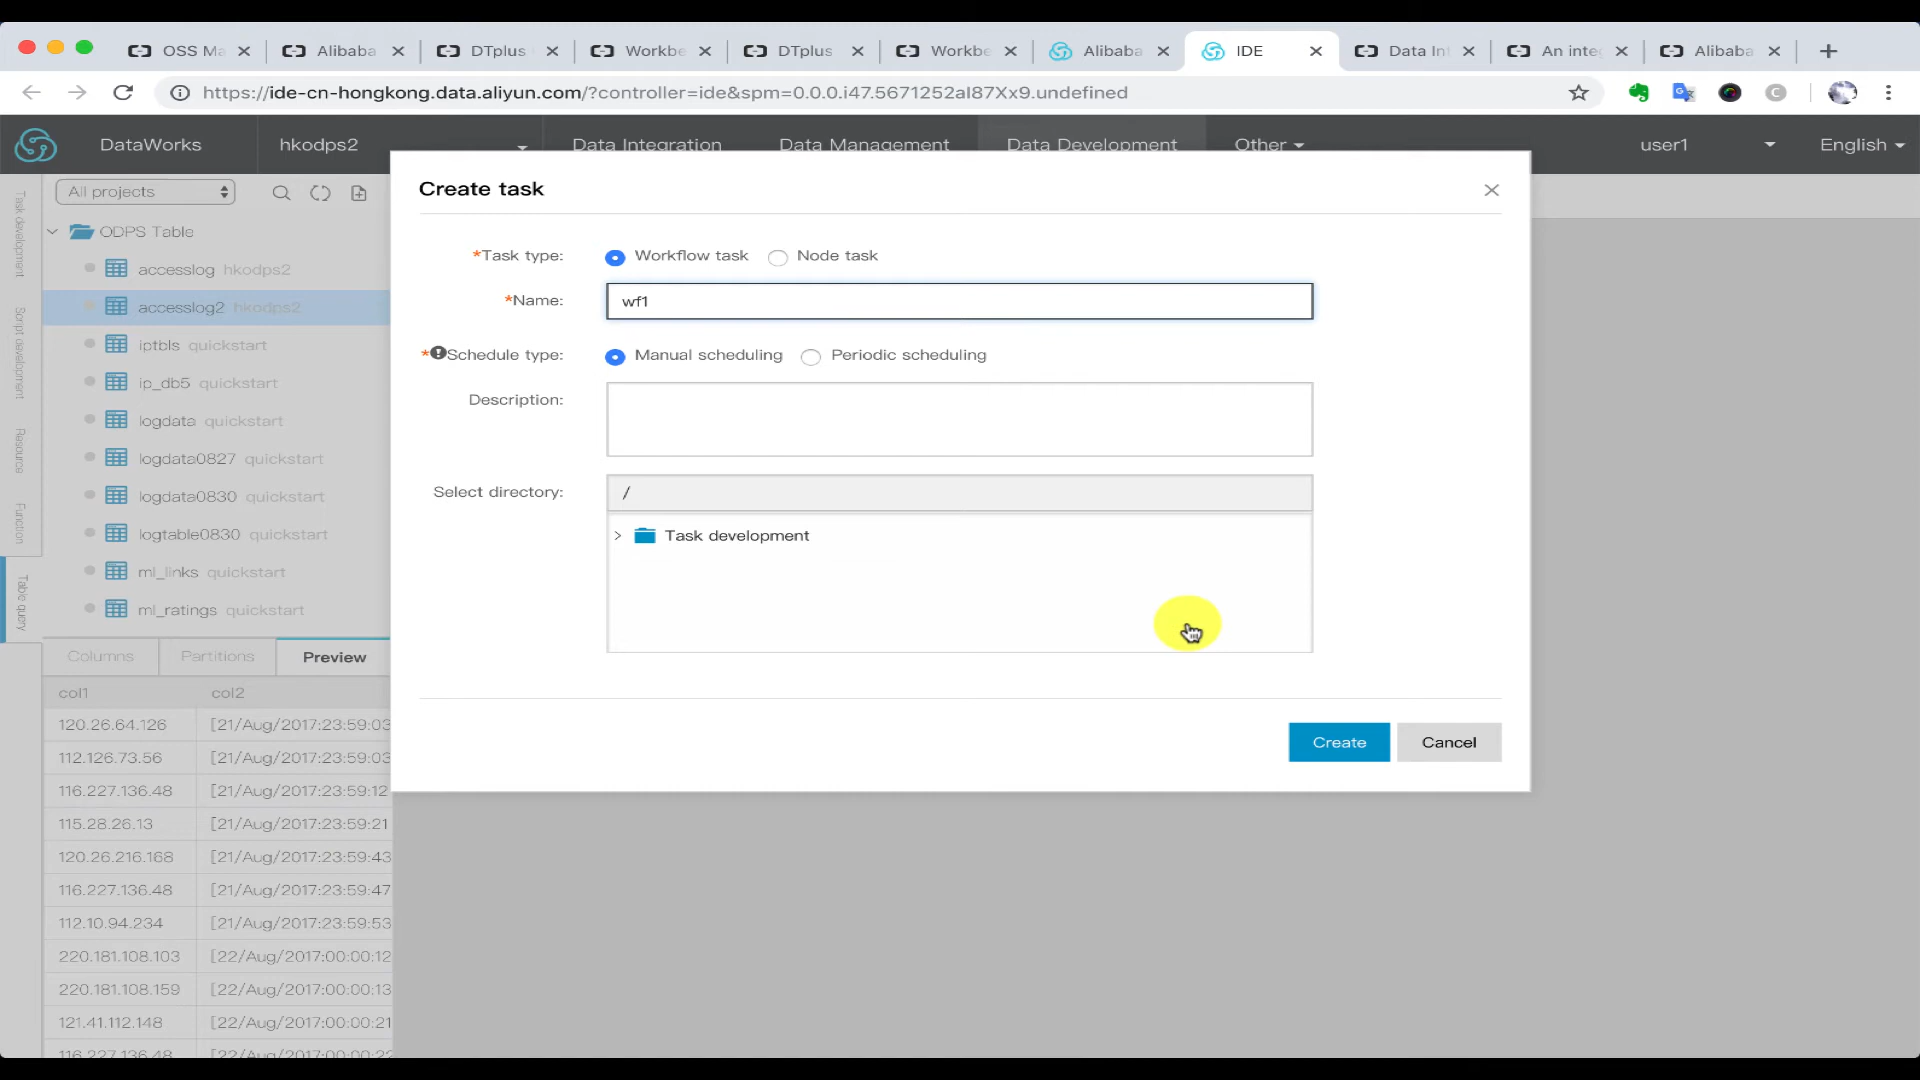 OSS Ma
Alibaba
DTplus
Workbe
DTplus
Workbe
Alibaba
IDE
Data Int
An integ
Alibaba
https://ide-cn-hongkong.data.aliyun.com/?controller=ide&spm=0.0.0.i47.5671252aI87Xx9.undefined
DataWorks
hkodps2
Data Integration
Data Management
Data Development
Other
user1
English
Task development
Script development
Resource
Function
Table query
All projects
ODPS Table
accesslog hkodps2
accesslog2 hkodps2
iptbls quickstart
ip_db5 quickstart
logdata quickstart
logdata0827 quickstart
logdata0830 quickstart
logtable0830 quickstart
ml_links quickstart
ml_ratings quickstart
Columns Partitions Preview
col1 col2
120.26.64.126 [21/Aug/2017:23:59:03
112.126.73.56 [21/Aug/2017:23:59:03
116.227.136.48 [21/Aug/2017:23:59:12
115.28.26.13 [21/Aug/2017:23:59:21
120.26.216.168 [21/Aug/2017:23:59:43
116.227.136.48 [21/Aug/2017:23:59:47
112.10.94.234 [21/Aug/2017:23:59:53
220.181.108.103 [22/Aug/2017:00:00:12
220.181.108.159 [22/Aug/2017:00:00:13
121.41.112.148 [22/Aug/2017:00:00:21
116.227.136.48 [22/Aug/2017:00:00:22
Create task
*Task type: Workflow task Node task
*Name: wf1
*Schedule type: Manual scheduling Periodic scheduling
Description:
Select directory: /
Task development
Create Cancel